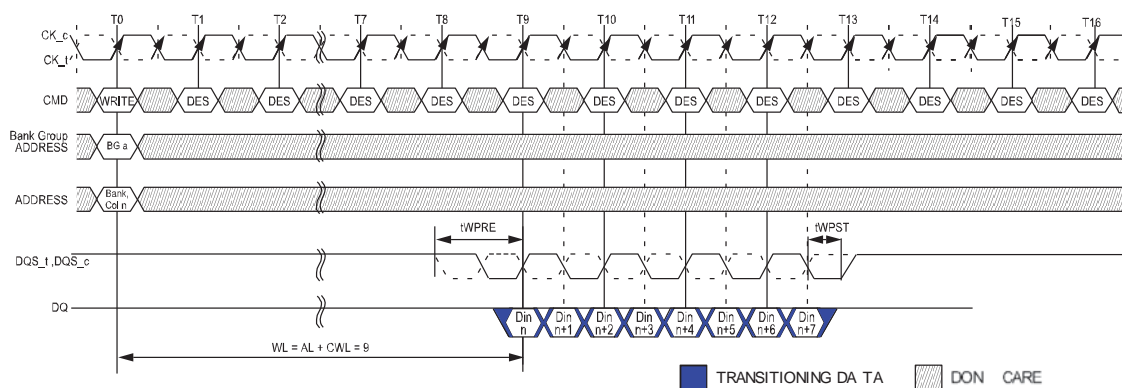 T0 T1 T2 T7 T8 T9 T10 T11 T12 T13 T14 T15 T16
CK_c
CK_t
CMD WRITE DES DES DES DES DES DES DES DES DES DES DES DES
Bank Group
ADDRESS
BG a
ADDRESS
Bank,
Col n
tWPRE tWPST
DQS_t ,DQS_c
DQ
Din Din Din Din Din Din Din Din
n n+1 n+2 n+3 n+4 n+5 n+6 n+7
WL = AL + CWL = 9
TRANSITIONING DA TA DON CARE